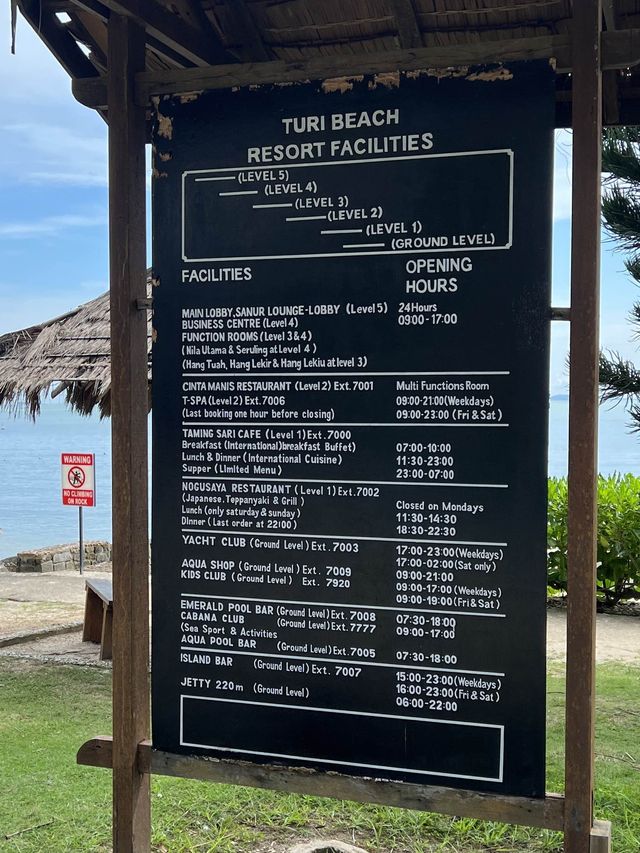 TURI BEACH
RESORT FACILITIES
(LEVEL 5)
(LEVEL 4)
(LEVEL 3)
(LEVEL 2)
(LEVEL 1)
(GROUND LEVEL)
FACILITIES OPENING HOURS
MAIN LOBBY,SANUR LOUNGE-LOBBY (Level 5) 24 Hours
BUSINESS CENTRE (Level 4) 09:00-17:00
FUNCTION ROOMS (Level 3&4)
(Nila Utama & Seruling at Level 4)
(Hang Tuah, Hang Lekir & Hang Lekiu at level 3)
CINTA MANIS RESTAURANT (Level 2) Ext.7001 Multi Functions Room
T-SPA (Level 2) Ext.7006 09:00-21:00 (Weekdays)
(Last booking one hour before closing) 09:00-23:00 (Fri & Sat)
TAMING SARI CAFE (Level 1) Ext.7000
Breakfast (International)breakfast Buffet) 07:00-10:00
Lunch & Dinner (International Cuisine) 11:30-23:00
Supper (Limited Menu) 23:00-07:00
NOGUSAYA RESTAURANT (Level 1) Ext.7002
(Japanese,Teppanyaki & Grill) Closed on Mondays
Lunch (only saturday & sunday) 11:30-14:30
Dinner (Last order at 22:00) 18:30-22:30
YACHT CLUB (Ground Level) Ext. 7003 17:00-23:00 (Weekdays)
17:00-02:00 (Sat only)
AQUA SHOP (Ground Level) Ext. 7009 09:00-21:00
KIDS CLUB (Ground Level) Ext. 7920 09:00-17:00 (Weekdays)
09:00-19:00 (Fri & Sat)
EMERALD POOL BAR (Ground Level) Ext. 7008 07:30-18:00
CABANA CLUB (Ground Level) Ext.7777 09:00-17:00
(Sea Sport & Activities
AQUA POOL BAR (Ground Level) Ext.7005 07:30-18:00
ISLAND BAR (Ground Level) Ext. 7007 15:00-23:00 (Weekdays)
16:00-23:00 (Fri & Sat)
JETTY 220m (Ground Level) 06:00-22:00
WARNING
NO CLIMBING
ON ROCK